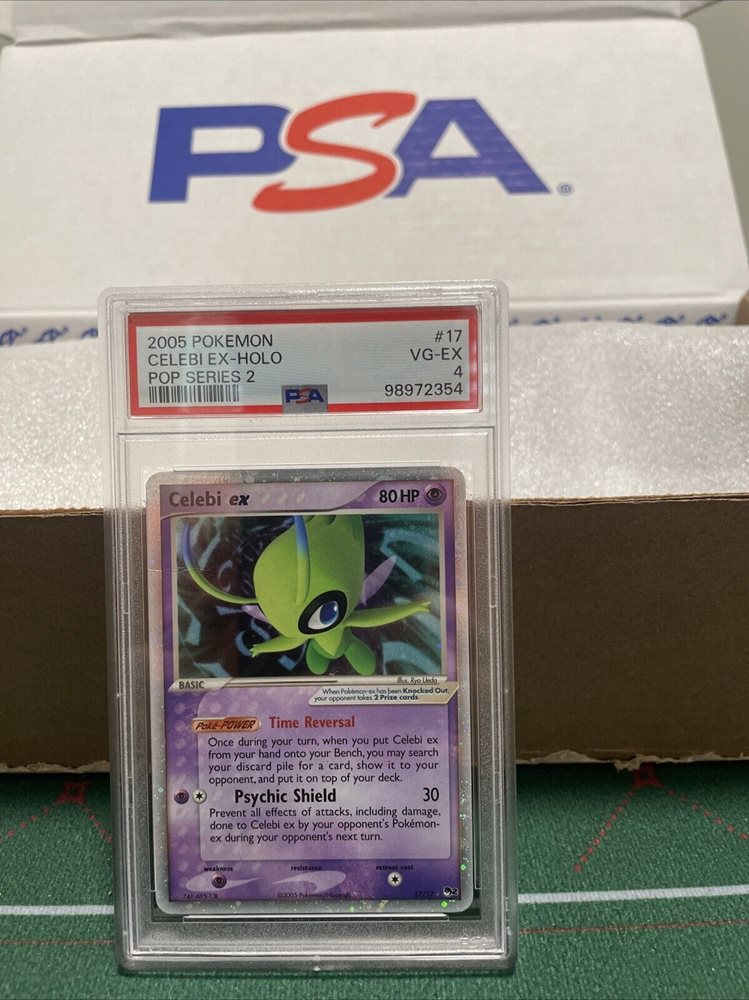 PSA®
2005 POKEMON #17
CELEBI EX-HOLO VG-EX
POP SERIES 2 4
PSA 98972354
Celebi ex 80 HP
Illus. Ryo Ueda
BASIC
When Pokémon-ex has been Knocked Out,
your opponent takes 2 Prize cards.
Poké-POWER Time Reversal
Once during your turn, when you put Celebi ex
from your hand onto your Bench, you may search
your discard pile for a card, show it to your
opponent, and put it on top of your deck.
Psychic Shield 30
Prevent all effects of attacks, including damage,
done to Celebi ex by your opponent's Pokémon-
ex during your opponent's next turn.
weakness resistance retreat cost
©2005 Pokémon/Nintendo 17/17